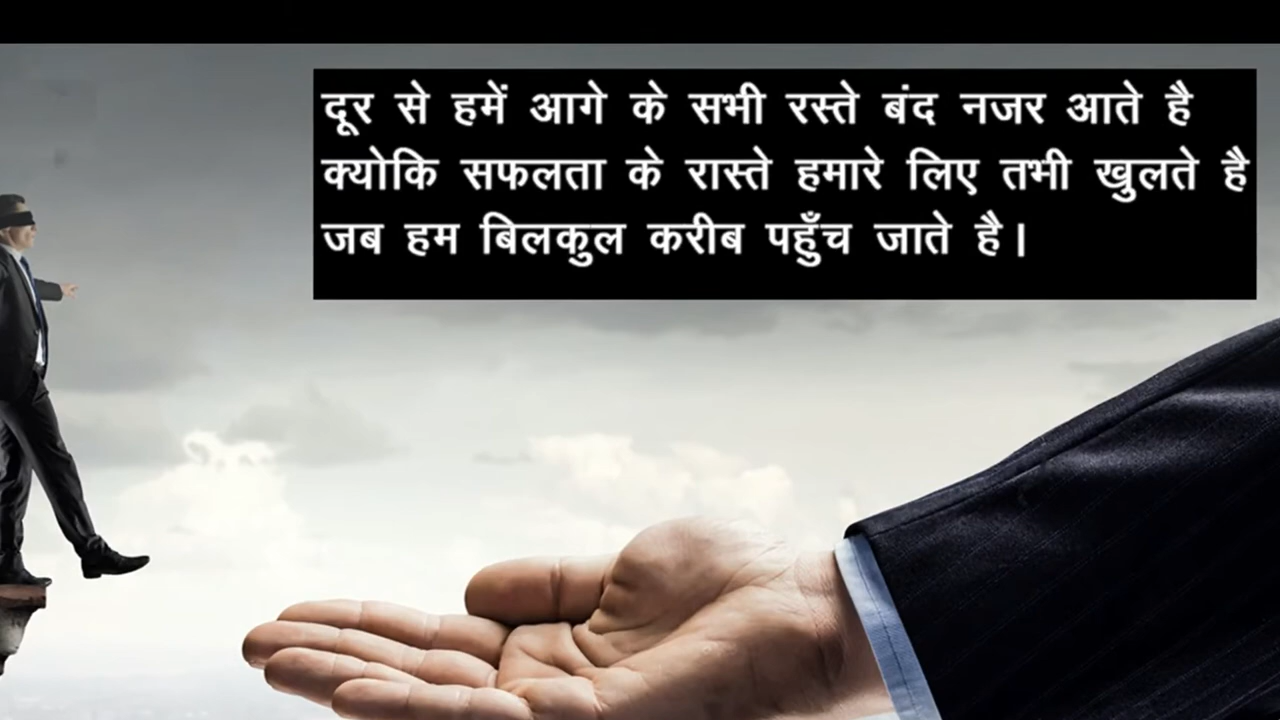 दूर से हमें आगे के सभी रस्ते बंद नजर आते है
क्योकि सफलता के रास्ते हमारे लिए तभी खुलते है
जब हम बिलकुल करीब पहुँच जाते है।